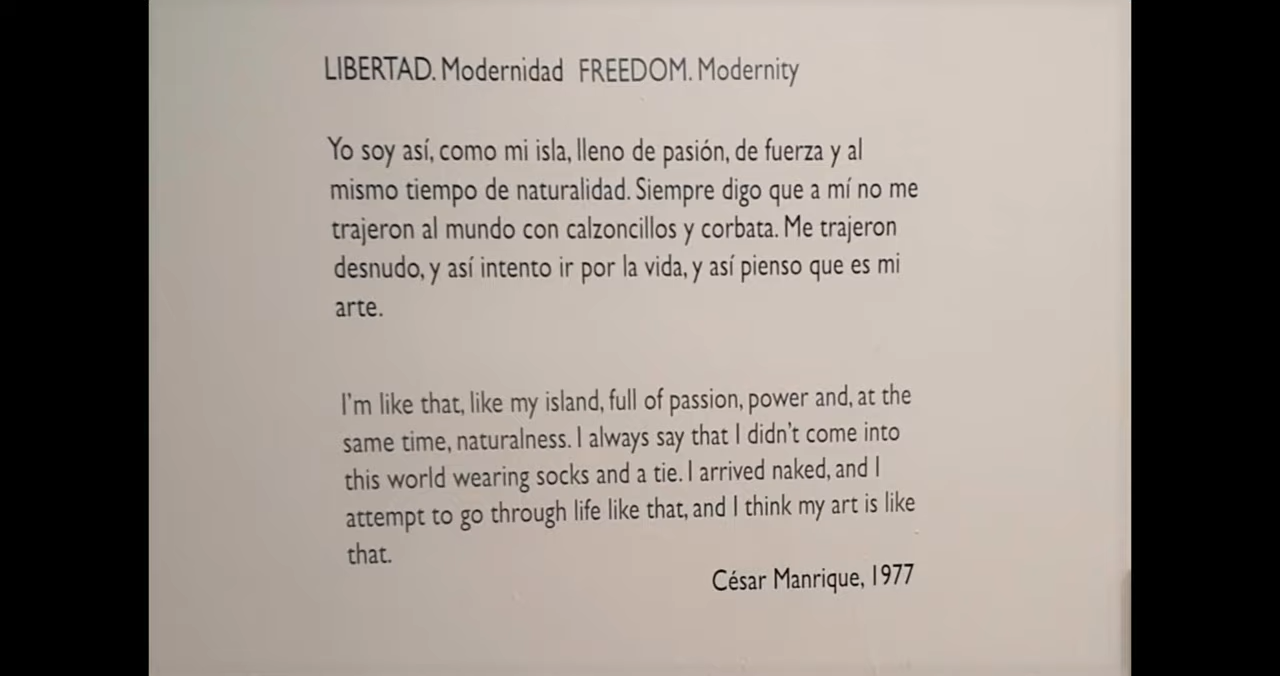 LIBERTAD. Modernidad FREEDOM. Modernity
Yo soy así, como mi isla, lleno de pasión, de fuerza y al
mismo tiempo de naturalidad. Siempre digo que a mí no me
trajeron al mundo con calzoncillos y corbata. Me trajeron
desnudo, y así intento ir por la vida, y así pienso que es mi
arte.
I'm like that, like my island, full of passion, power and, at the
same time, naturalness. I always say that I didn't come into
this world wearing socks and a tie. I arrived naked, and I
attempt to go through life like that, and I think my art is like
that.
César Manrique, 1977